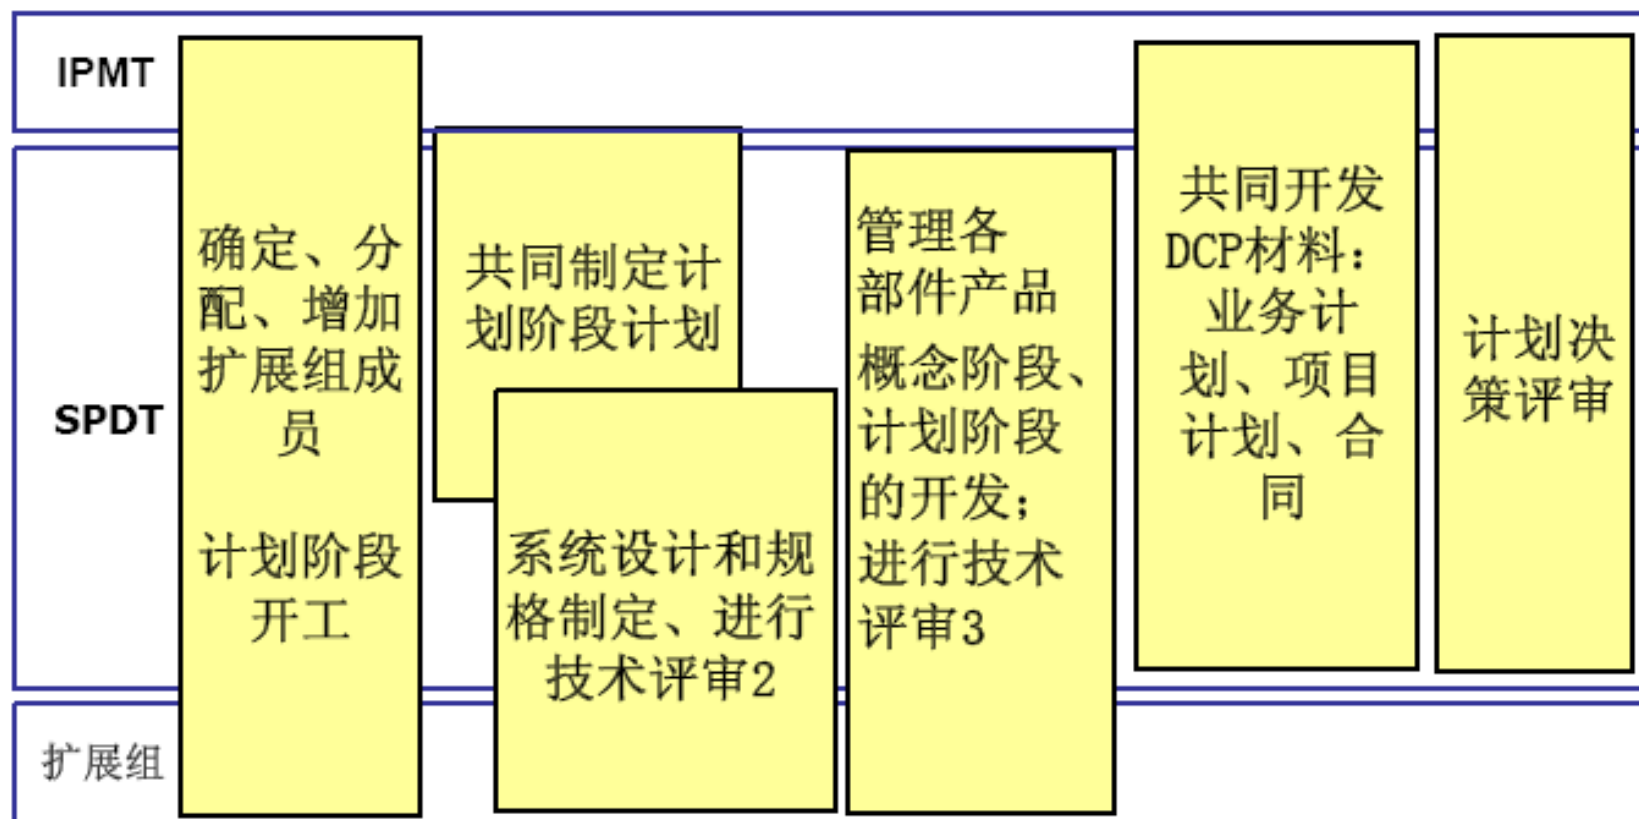 IPMT
SPDT
扩展组
确定、分
配、增加
扩展组成
员
计划阶段
开工
共同制定计
划阶段计划
系统设计和规
格制定、进行
技术评审2
管理各
部件产品
概念阶段、
计划阶段
的开发；
进行技术
评审3
共同开发
DCP材料：
业务计
划、项目
计划、合
同
计划决
策评审